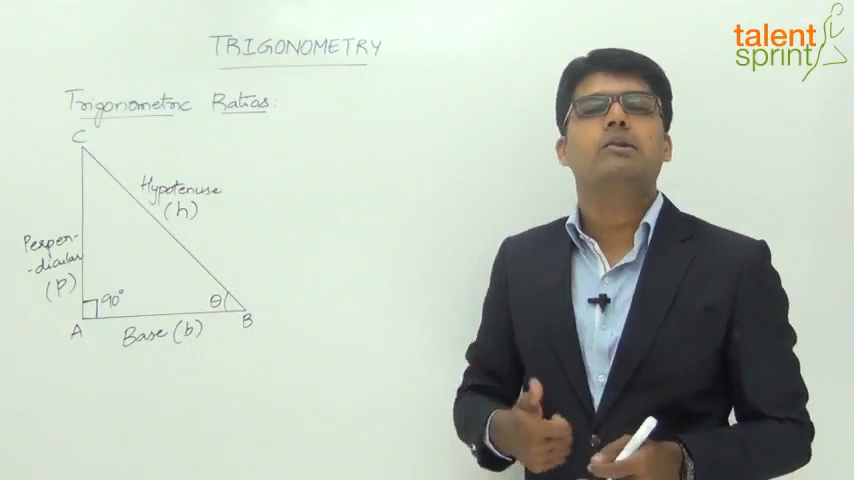 talent
sprint
TRIGONOMETRY
Trigonometric Ratios:
C
Hypotenuse
(h)
Perpen-
-dicular
(p)
90°
θ
A
Base (b)
B